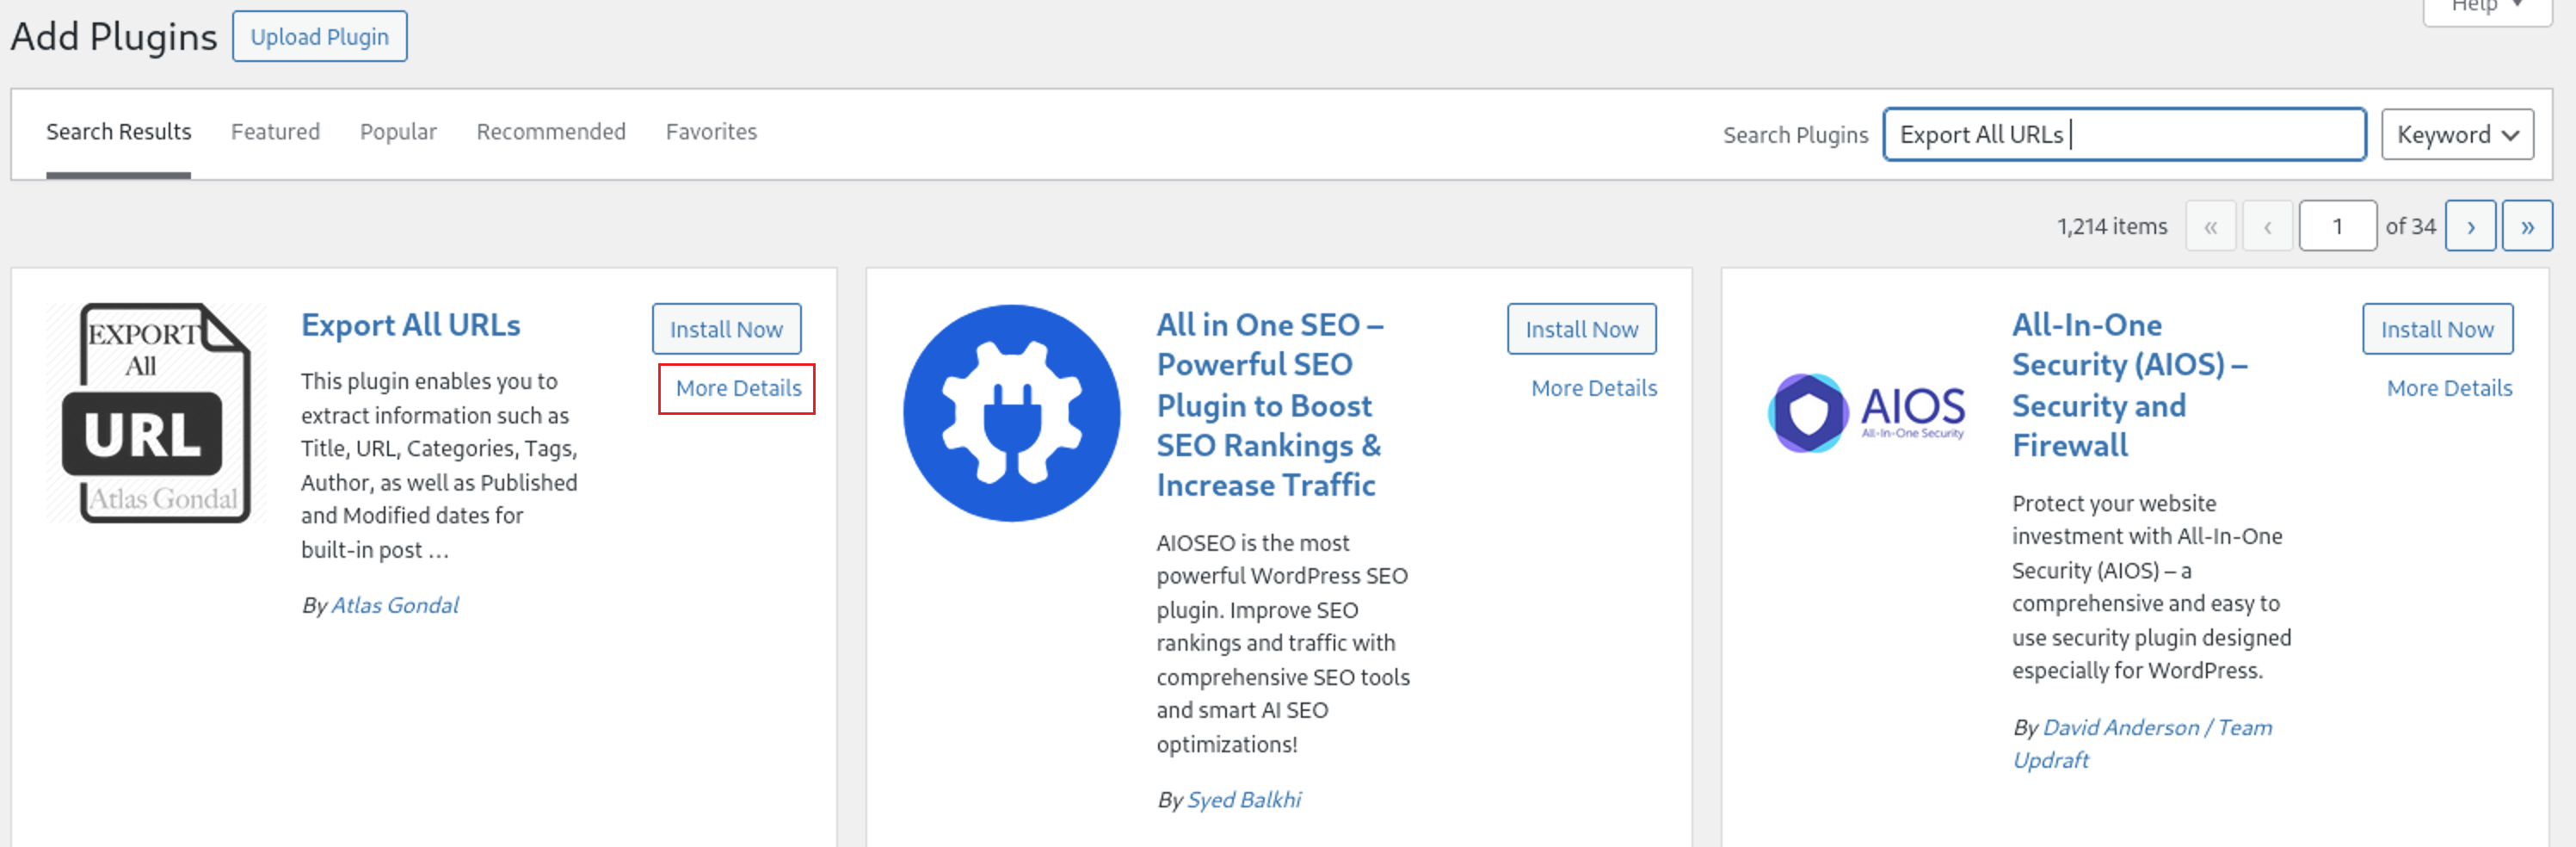 Help
Add Plugins Upload Plugin
Search Results Featured Popular Recommended Favorites Search Plugins Export All URLs Keyword
1,214 items « ‹ 1 of 34 › »
EXPORT
All
URL
Atlas Gondal
Export All URLs
Install Now
More Details
This plugin enables you to
extract information such as
Title, URL, Categories, Tags,
Author, as well as Published
and Modified dates for
built-in post …
By Atlas Gondal
All in One SEO –
Powerful SEO
Plugin to Boost
SEO Rankings &
Increase Traffic
Install Now
More Details
AIOSEO is the most
powerful WordPress SEO
plugin. Improve SEO
rankings and traffic with
comprehensive SEO tools
and smart AI SEO
optimizations!
By Syed Balkhi
AIOS
All-In-One Security
All-In-One
Security (AIOS) –
Security and
Firewall
Install Now
More Details
Protect your website
investment with All-In-One
Security (AIOS) – a
comprehensive and easy to
use security plugin designed
especially for WordPress.
By David Anderson / Team
Updraft